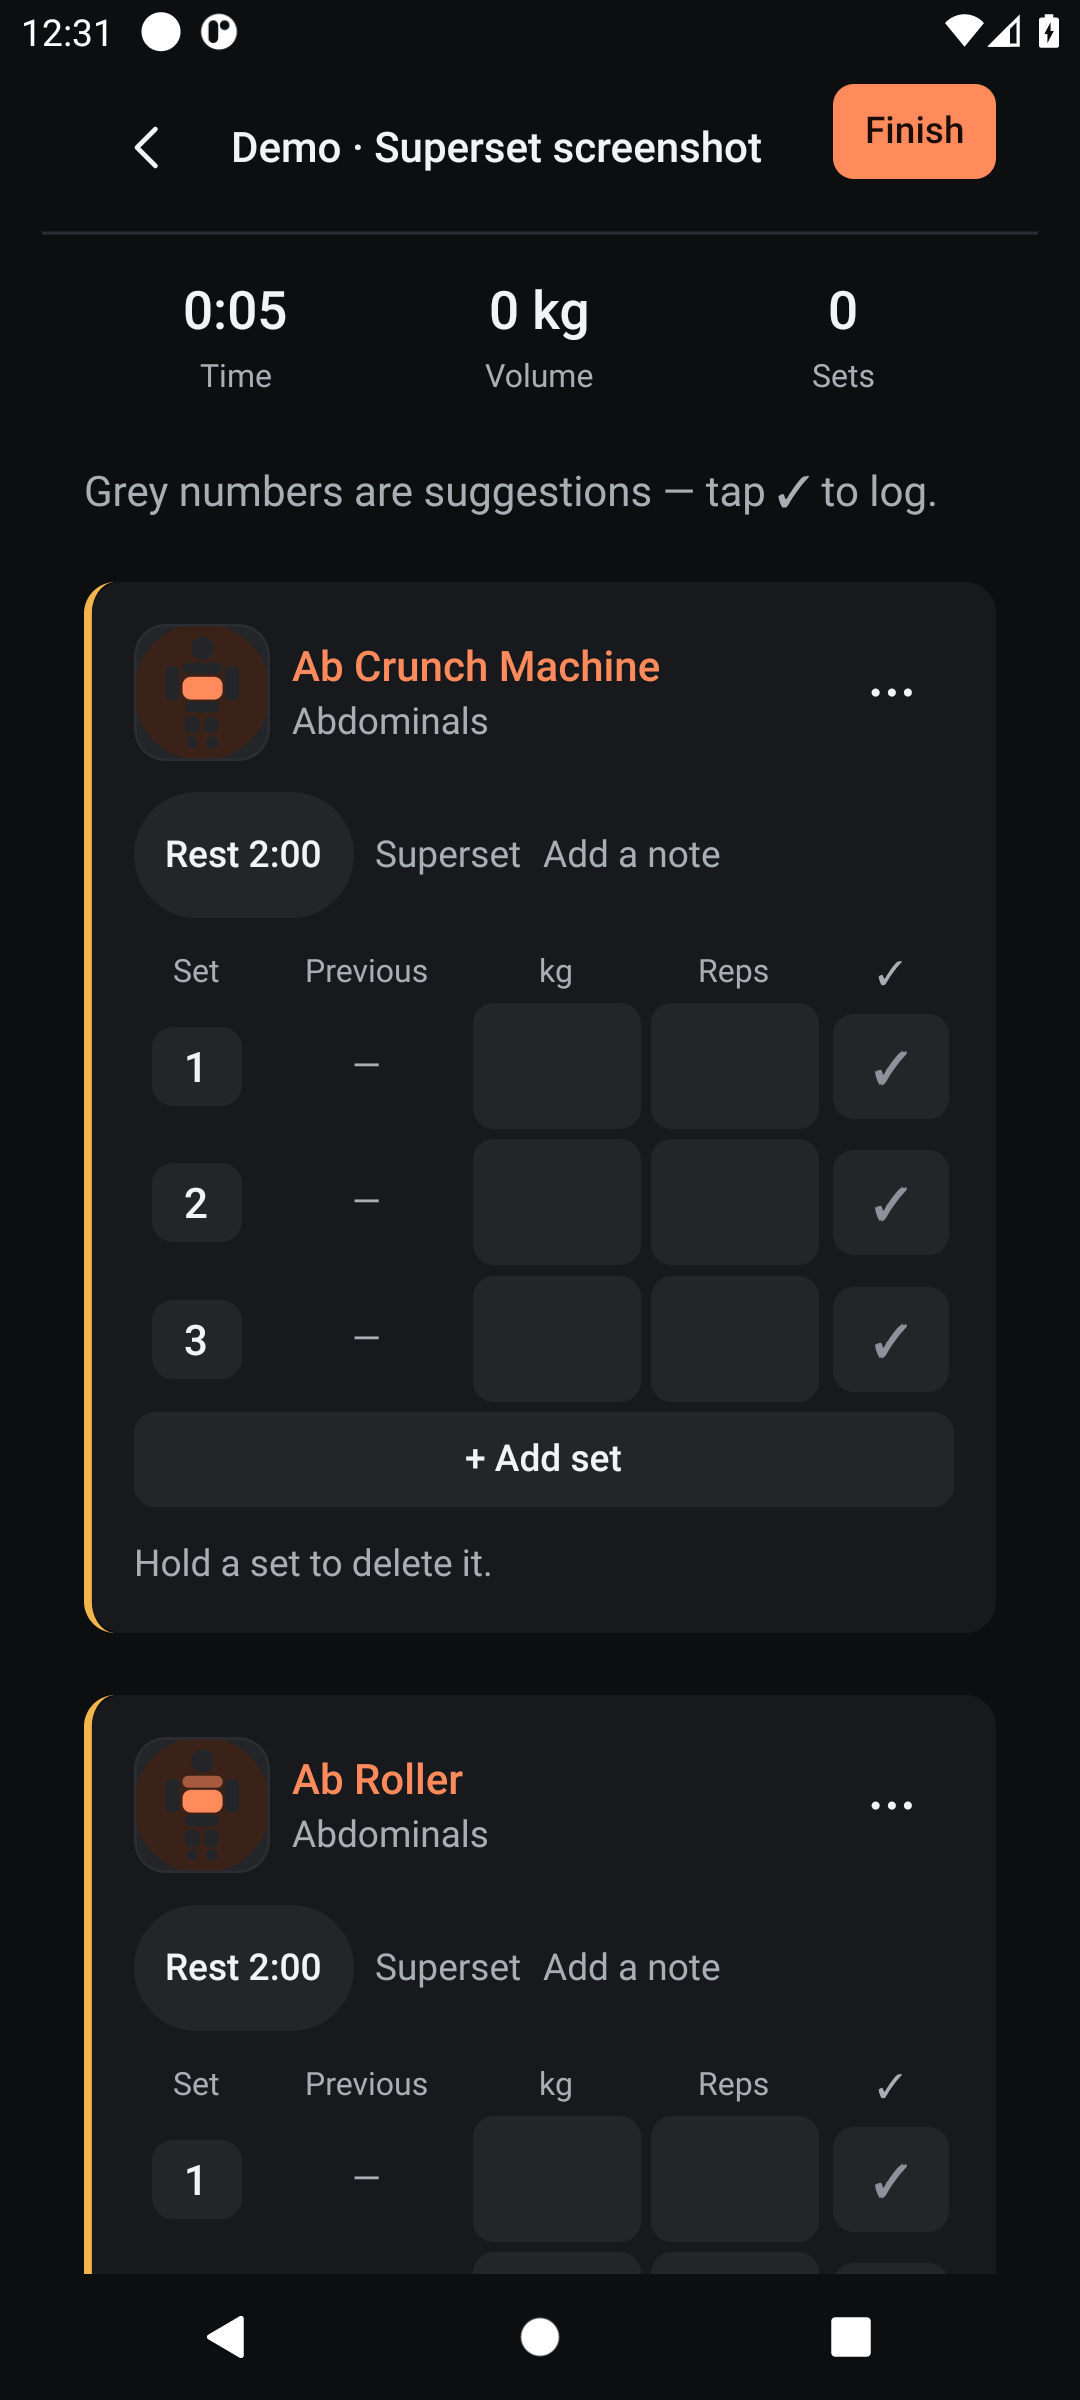 12:31
Demo · Superset screenshot
Finish
0:05 0 kg 0
Time Volume Sets
Grey numbers are suggestions — tap ✓ to log.
Ab Crunch Machine
Abdominals
Rest 2:00 Superset Add a note
Set Previous kg Reps ✓
1 — ✓
2 — ✓
3 — ✓
+ Add set
Hold a set to delete it.
Ab Roller
Abdominals
Rest 2:00 Superset Add a note
Set Previous kg Reps ✓
1 — ✓